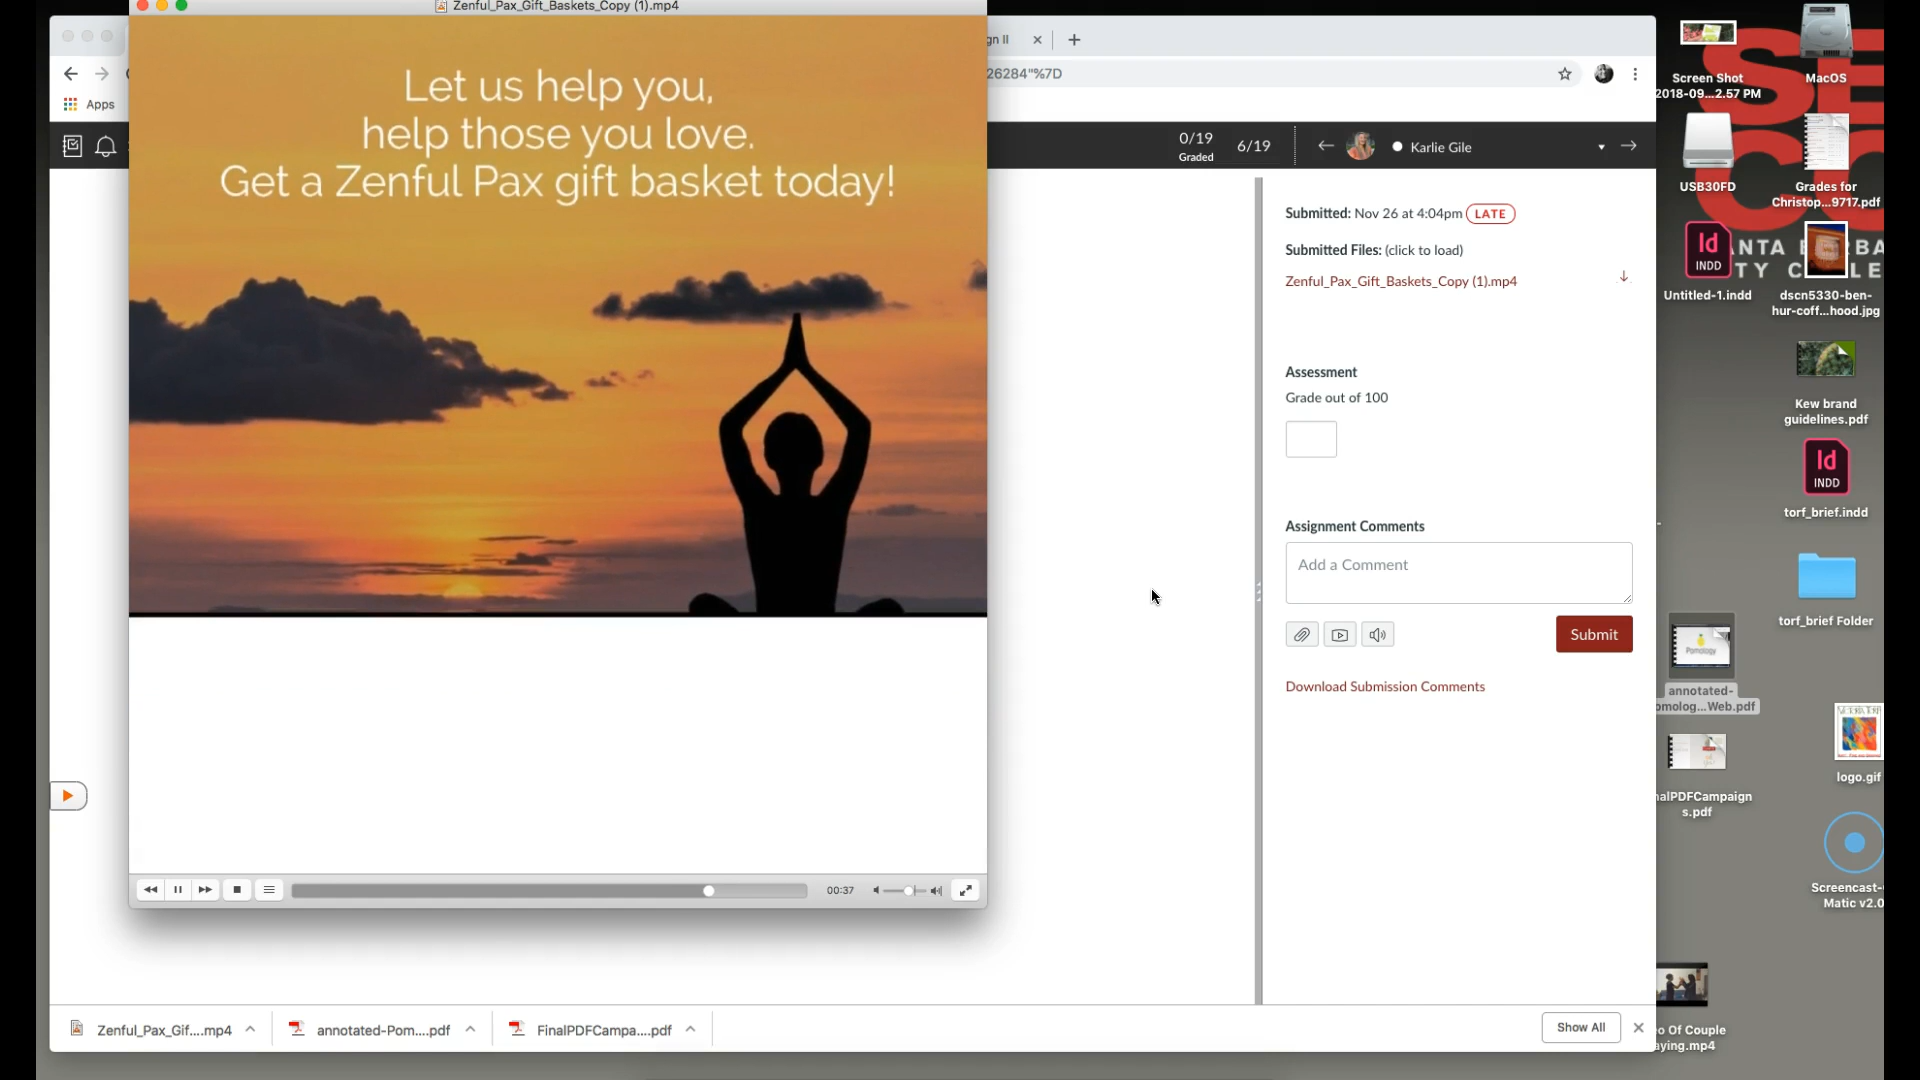 Zenful_Pax_Gift_Baskets_Copy (1).mp4
Let us help you,
help those you love.
Get a Zenful Pax gift basket today!
gn II
26284"%7D
Apps
0/19
Graded
6/19
Karlie Gile
Submitted: Nov 26 at 4:04pm LATE
Submitted Files: (click to load)
Zenful_Pax_Gift_Baskets_Copy (1).mp4
Assessment
Grade out of 100
Assignment Comments
Add a Comment
Submit
Download Submission Comments
00:37
Zenful_Pax_Gif....mp4
annotated-Pom....pdf
FinalPDFCampa....pdf
Show All
Screen Shot
2018-09...2.57 PM
MacOS
USB30FD
Grades for
Christop...9717.pdf
Id
INDD
Untitled-1.indd
dscn5330-ben-
hur-coff...hood.jpg
Kew brand
guidelines.pdf
Id
INDD
torf_brief.indd
torf_brief Folder
Pomology
annotated-
omolog...Web.pdf
nalPDFCampaign
s.pdf
logo.gif
Screencast-
Matic v2.0
eo Of Couple
aying.mp4